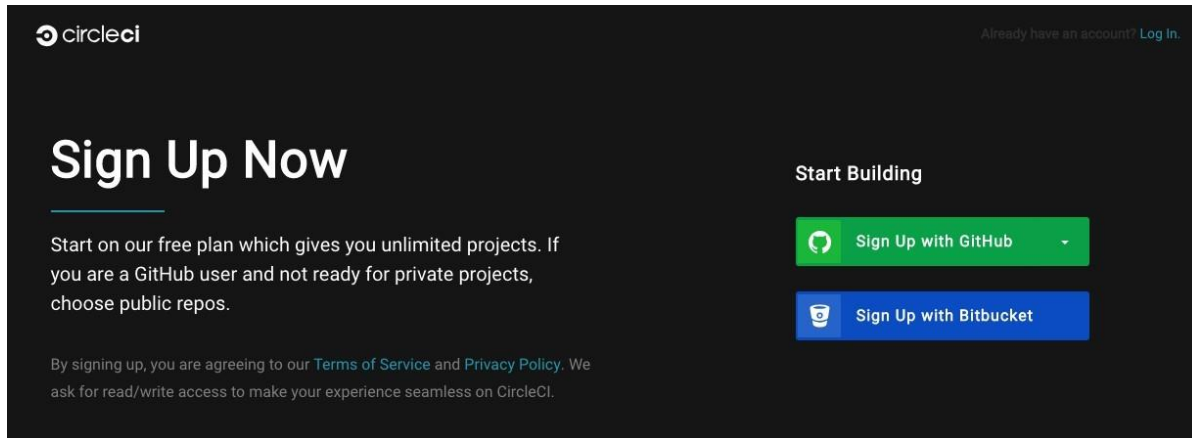 circleci
Already have an account? Log In.
Sign Up Now
Start Building
Start on our free plan which gives you unlimited projects. If
you are a GitHub user and not ready for private projects,
choose public repos.
Sign Up with GitHub
Sign Up with Bitbucket
By signing up, you are agreeing to our Terms of Service and Privacy Policy. We
ask for read/write access to make your experience seamless on CircleCI.